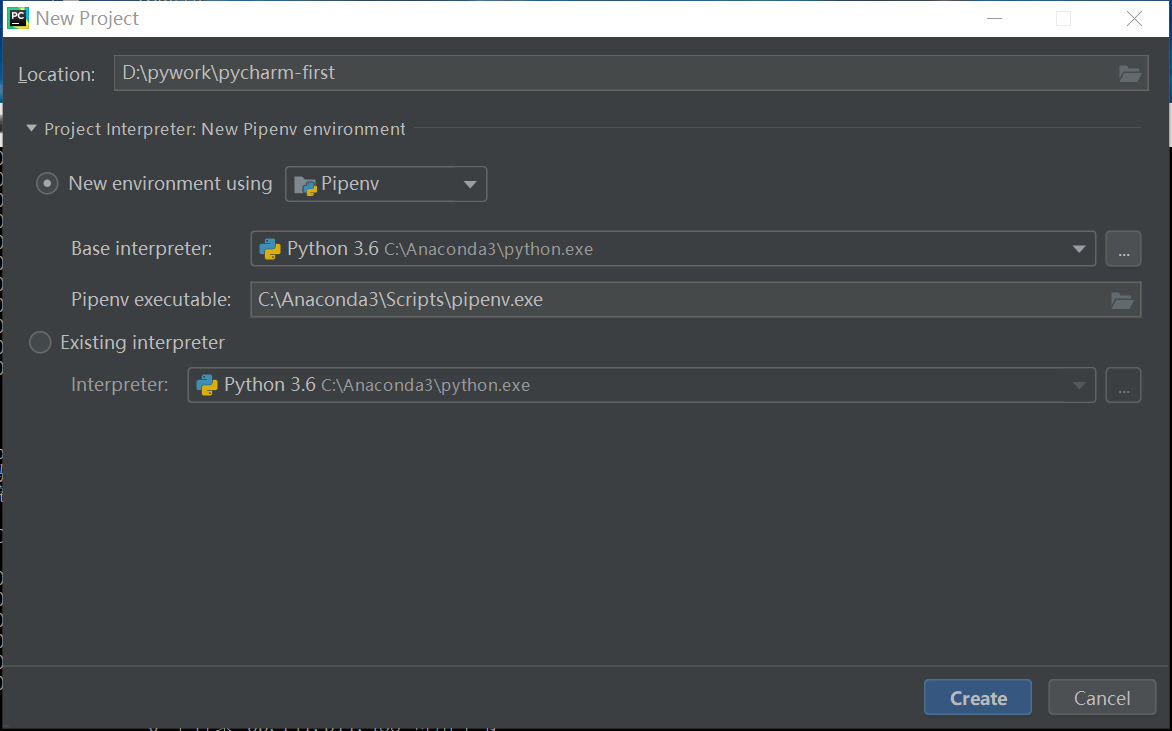 PC New Project
Location: D:\pywork\pycharm-first
Project Interpreter: New Pipenv environment
New environment using Pipenv
Base interpreter: Python 3.6 C:\Anaconda3\python.exe ...
Pipenv executable: C:\Anaconda3\Scripts\pipenv.exe
Existing interpreter
Interpreter: Python 3.6 C:\Anaconda3\python.exe ...
Create Cancel